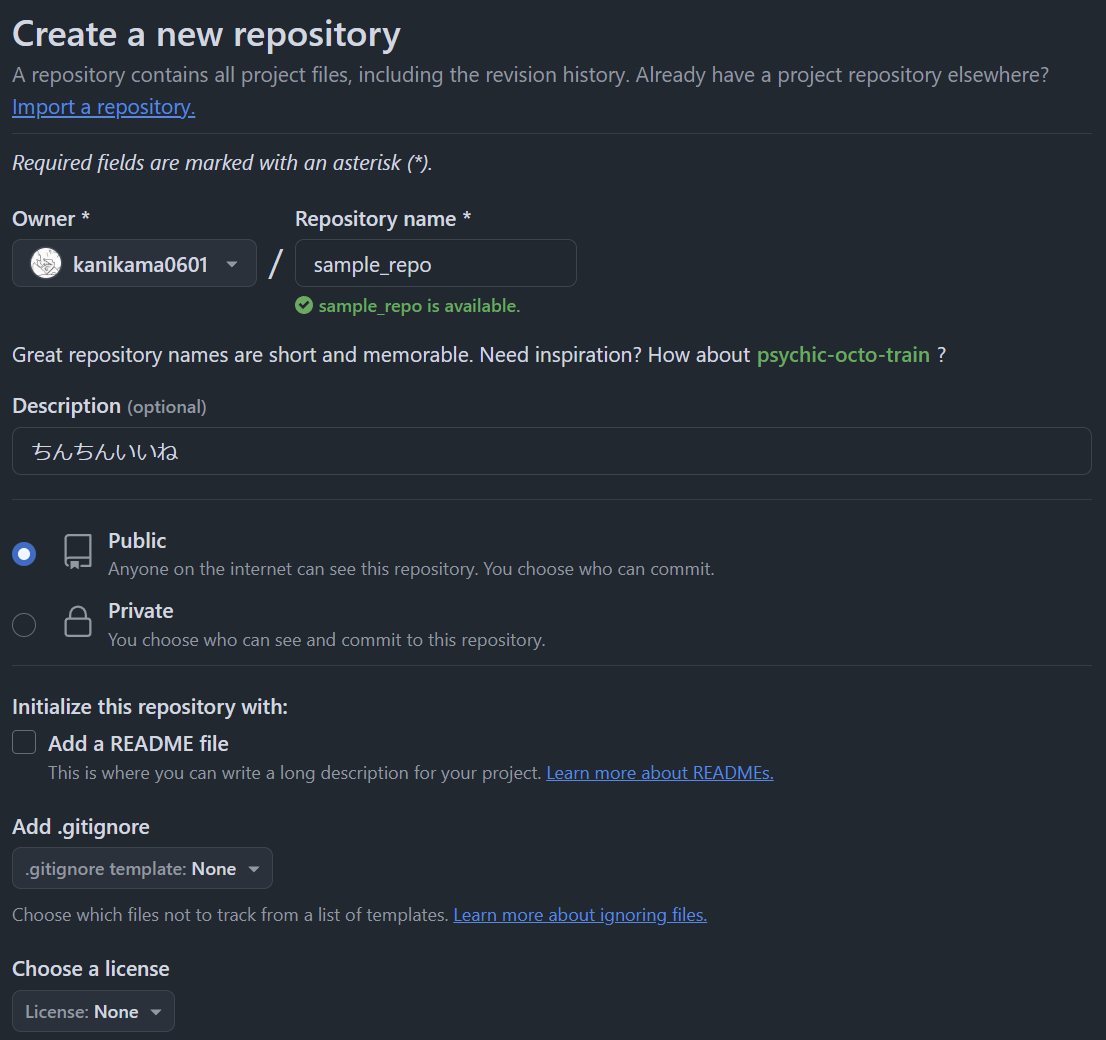 Create a new repository
A repository contains all project files, including the revision history. Already have a project repository elsewhere?
Import a repository.
Required fields are marked with an asterisk (*).
Owner *
Repository name *
kanikama0601
/
sample_repo
sample_repo is available.
Great repository names are short and memorable. Need inspiration? How about psychic-octo-train ?
Description (optional)
ちんちんいいね
Public
Anyone on the internet can see this repository. You choose who can commit.
Private
You choose who can see and commit to this repository.
Initialize this repository with:
Add a README file
This is where you can write a long description for your project. Learn more about READMEs.
Add .gitignore
.gitignore template: None
Choose which files not to track from a list of templates. Learn more about ignoring files.
Choose a license
License: None